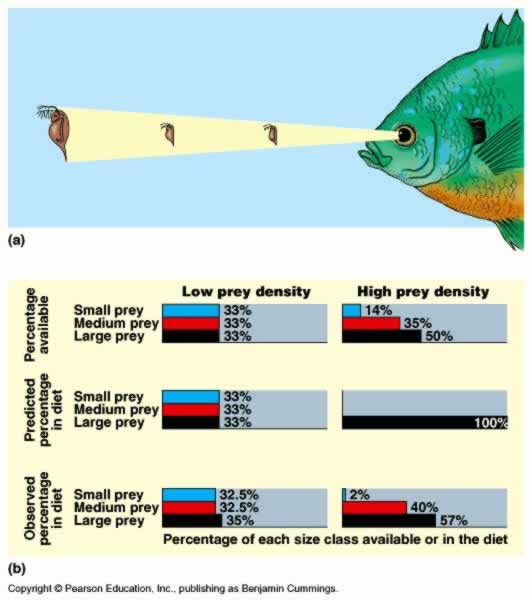 (a)
Low prey density High prey density
Percentage
available
Small prey 33% 14%
Medium prey 33% 35%
Large prey 33% 50%
Predicted
percentage
in diet
Small prey 33%
Medium prey 33%
Large prey 33% 100%
Observed
percentage
in diet
Small prey 32.5% 2%
Medium prey 32.5% 40%
Large prey 35% 57%
Percentage of each size class available or in the diet
(b)
Copyright © Pearson Education, Inc., publishing as Benjamin Cummings.